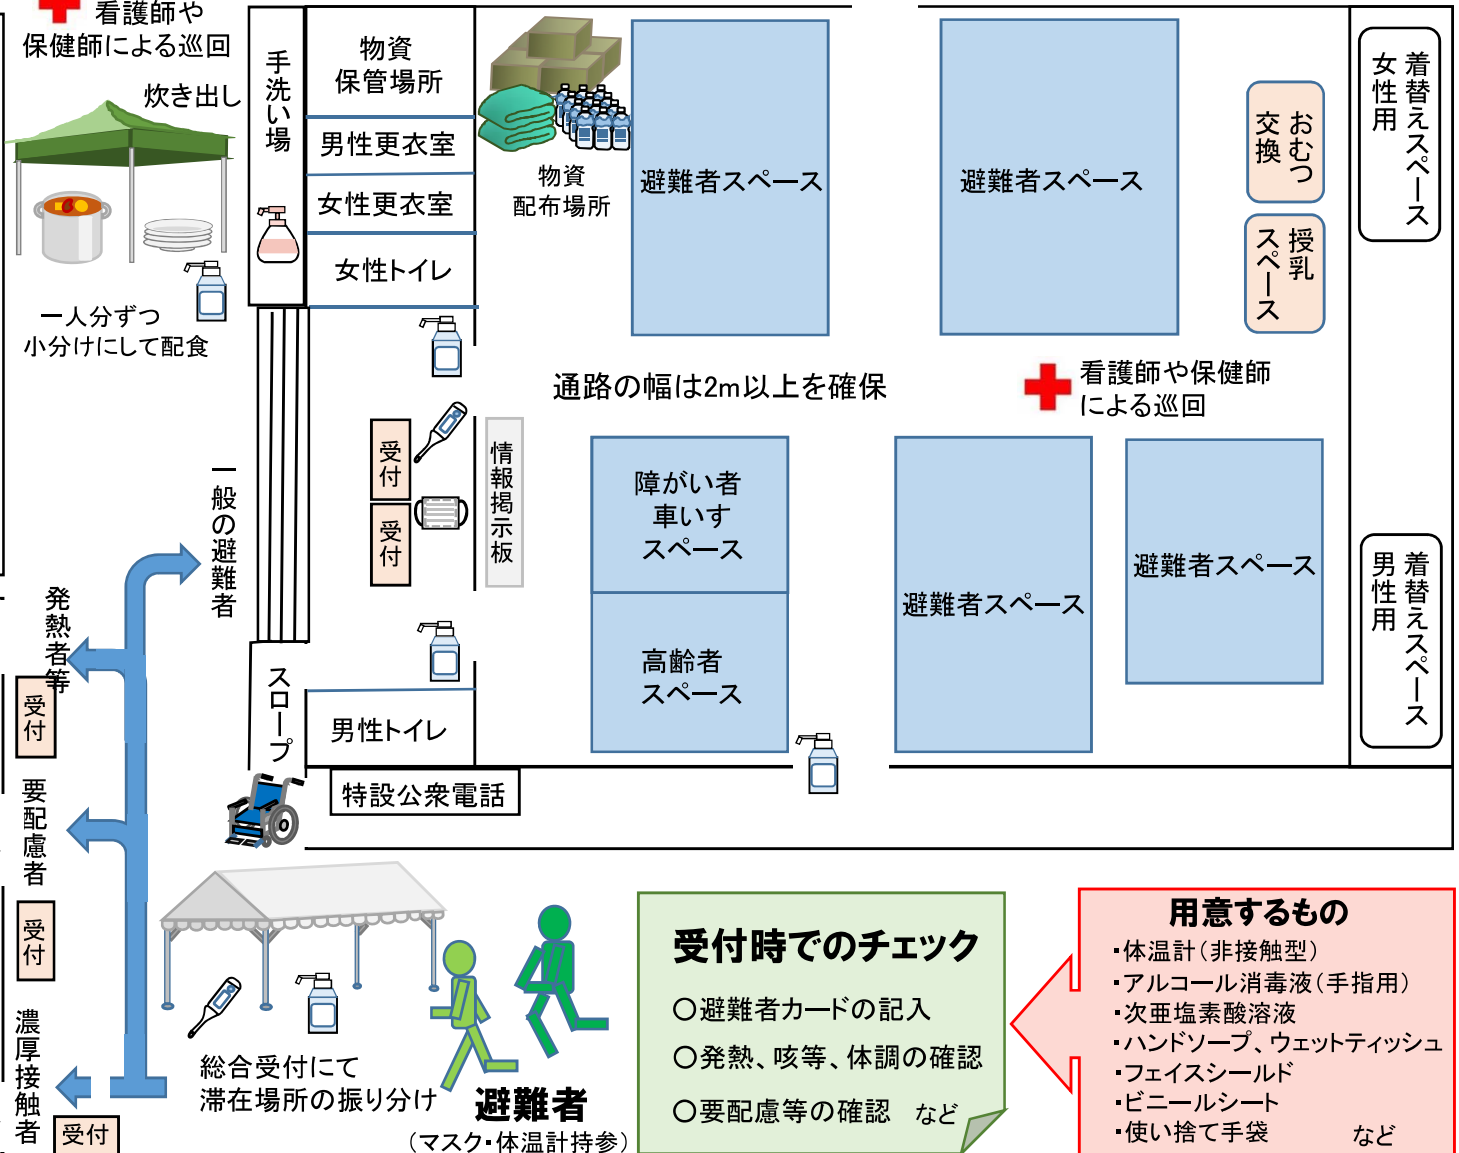 看護師や
保健師による巡回
炊き出し
一人分ずつ
小分けにして配食
手洗い場
物資
保管場所
男性更衣室
女性更衣室
女性トイレ
物資
配布場所
避難者スペース
避難者スペース
おむつ
交換
授乳
スペース
着替えスペース
女性用
通路の幅は2m以上を確保
看護師や保健師
による巡回
受付
受付
情報掲示板
障がい者
車いす
スペース
高齢者
スペース
避難者スペース
避難者スペース
着替えスペース
男性用
一般の避難者
発熱者等
受付
要配慮者
受付
濃厚接触者
受付
スロープ
男性トイレ
特設公衆電話
総合受付にて
滞在場所の振り分け
避難者
(マスク・体温計持参)
受付時でのチェック
〇避難者カードの記入
〇発熱、咳等、体調の確認
〇要配慮等の確認 など
用意するもの
・体温計(非接触型)
・アルコール消毒液(手指用)
・次亜塩素酸溶液
・ハンドソープ、ウェットティッシュ
・フェイスシールド
・ビニールシート
・使い捨て手袋 など